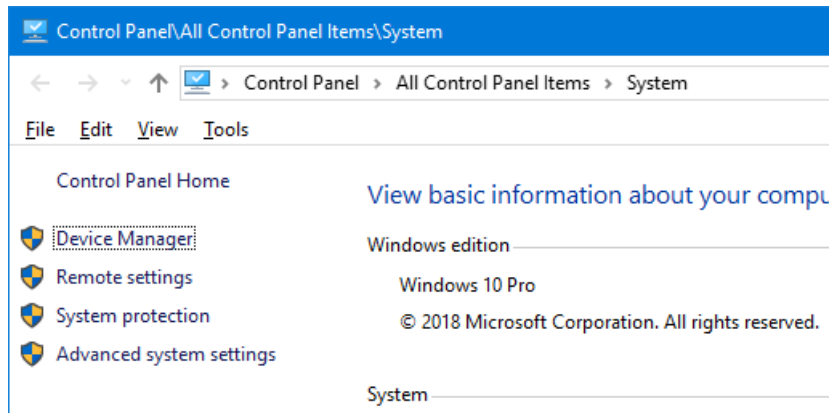 Control Panel\All Control Panel Items\System
Control Panel > All Control Panel Items > System
File Edit View Tools
Control Panel Home
Device Manager
Remote settings
System protection
Advanced system settings
View basic information about your compu
Windows edition
Windows 10 Pro
© 2018 Microsoft Corporation. All rights reserved.
System